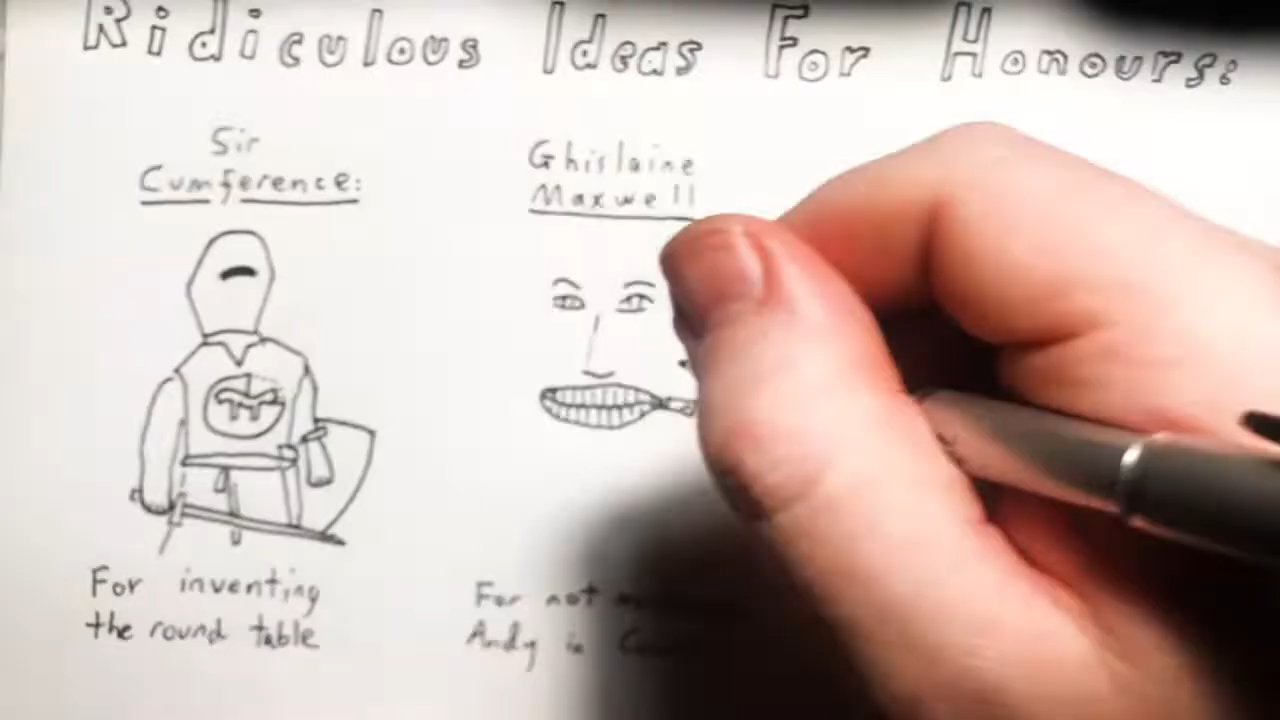 Ridiculous Ideas For Honours:
Sir
Cumference:
For inventing
the round table
Ghislaine
Maxwell
For not
Andy in